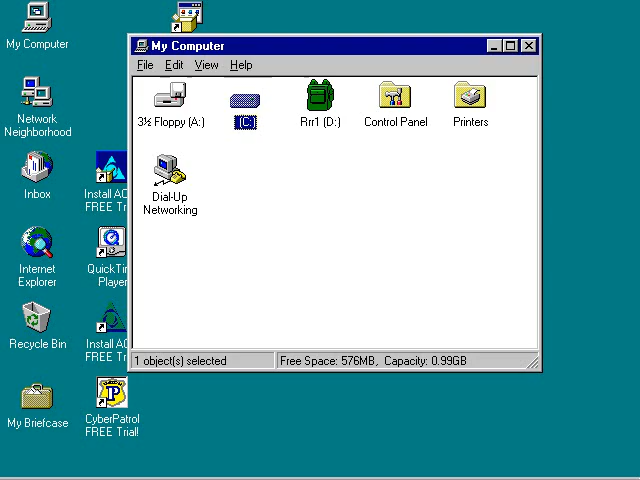 My Computer
Network
Neighborhood
Inbox
Internet
Explorer
Recycle Bin
My Briefcase
Install AO
FREE Tr
QuickTim
Player
Install AO
FREE Tr
P
CyberPatrol
FREE Trial!
My Computer
File Edit View Help
3½ Floppy (A:)
(C:)
Rrr1 (D:)
Control Panel
Printers
Dial-Up
Networking
1 object(s) selected
Free Space: 576MB, Capacity: 0.99GB